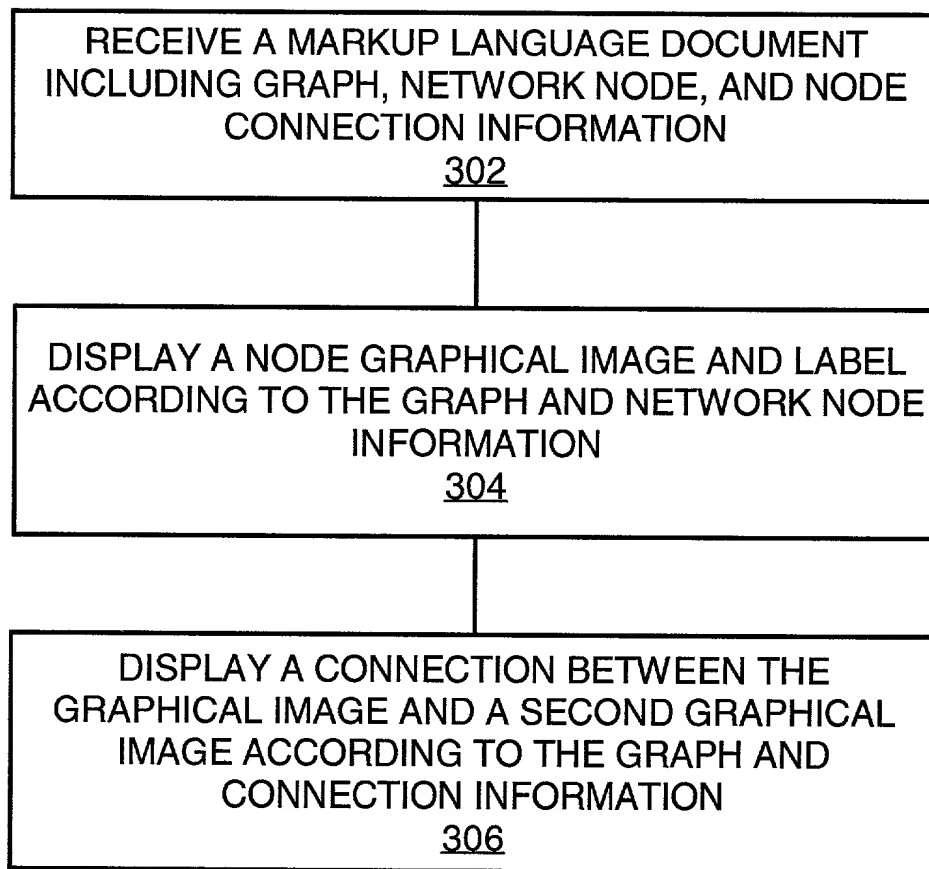 RECEIVE A MARKUP LANGUAGE DOCUMENT
INCLUDING GRAPH, NETWORK NODE, AND NODE
CONNECTION INFORMATION
302
DISPLAY A NODE GRAPHICAL IMAGE AND LABEL
ACCORDING TO THE GRAPH AND NETWORK NODE
INFORMATION
304
DISPLAY A CONNECTION BETWEEN THE
GRAPHICAL IMAGE AND A SECOND GRAPHICAL
IMAGE ACCORDING TO THE GRAPH AND
CONNECTION INFORMATION
306